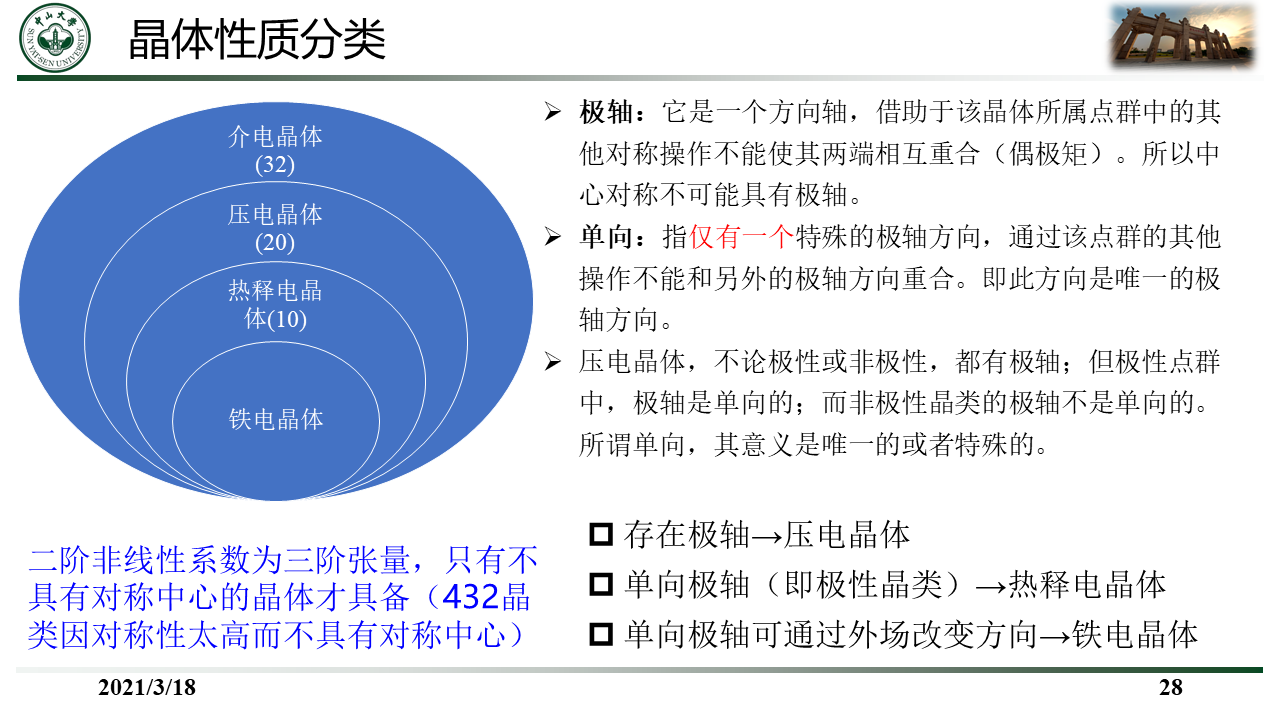 中山大学
SUN YAT-SEN UNIVERSITY
晶体性质分类
介电晶体
(32)
压电晶体
(20)
热释电晶
体(10)
铁电晶体
二阶非线性系数为三阶张量，只有不
具有对称中心的晶体才具备（432晶
类因对称性太高而不具有对称中心）
➢ 极轴：它是一个方向轴，借助于该晶体所属点群中的其
他对称操作不能使其两端相互重合（偶极矩）。所以中
心对称不可能具有极轴。
➢ 单向：指仅有一个特殊的极轴方向，通过该点群的其他
操作不能和另外的极轴方向重合。即此方向是唯一的极
轴方向。
➢ 压电晶体，不论极性或非极性，都有极轴；但极性点群
中，极轴是单向的；而非极性晶类的极轴不是单向的。
所谓单向，其意义是唯一的或者特殊的。
存在极轴→压电晶体
单向极轴（即极性晶类）→热释电晶体
单向极轴可通过外场改变方向→铁电晶体
2021/3/18
28